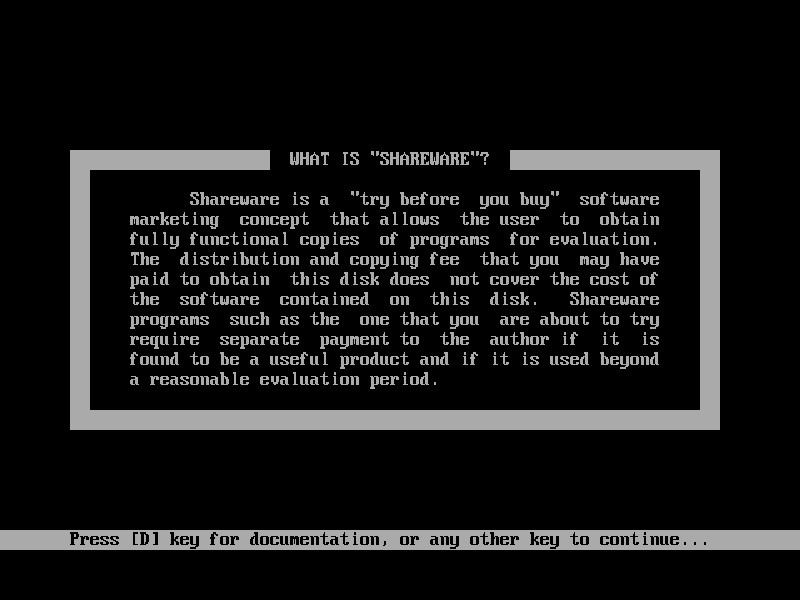 WHAT IS "SHAREWARE"?
Shareware is a "try before you buy" software
marketing concept that allows the user to obtain
fully functional copies of programs for evaluation.
The distribution and copying fee that you may have
paid to obtain this disk does not cover the cost of
the software contained on this disk. Shareware
programs such as the one that you are about to try
require separate payment to the author if it is
found to be a useful product and if it is used beyond
a reasonable evaluation period.
Press [D] key for documentation, or any other key to continue...